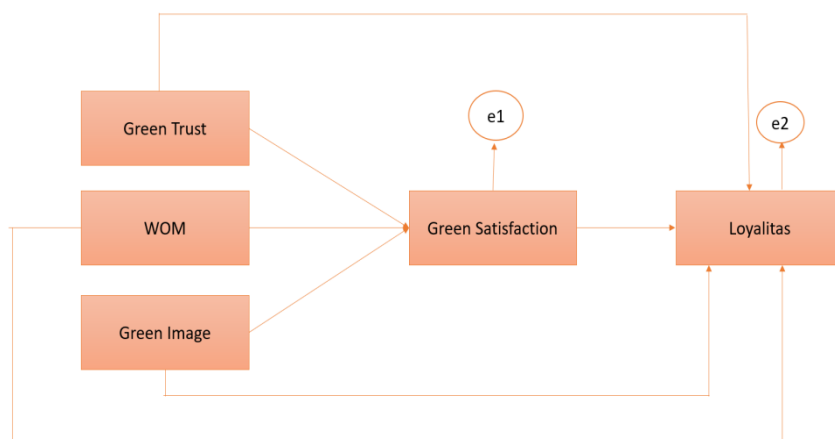 Green Trust
e1
e2
WOM
Green Satisfaction
Loyalitas
Green Image